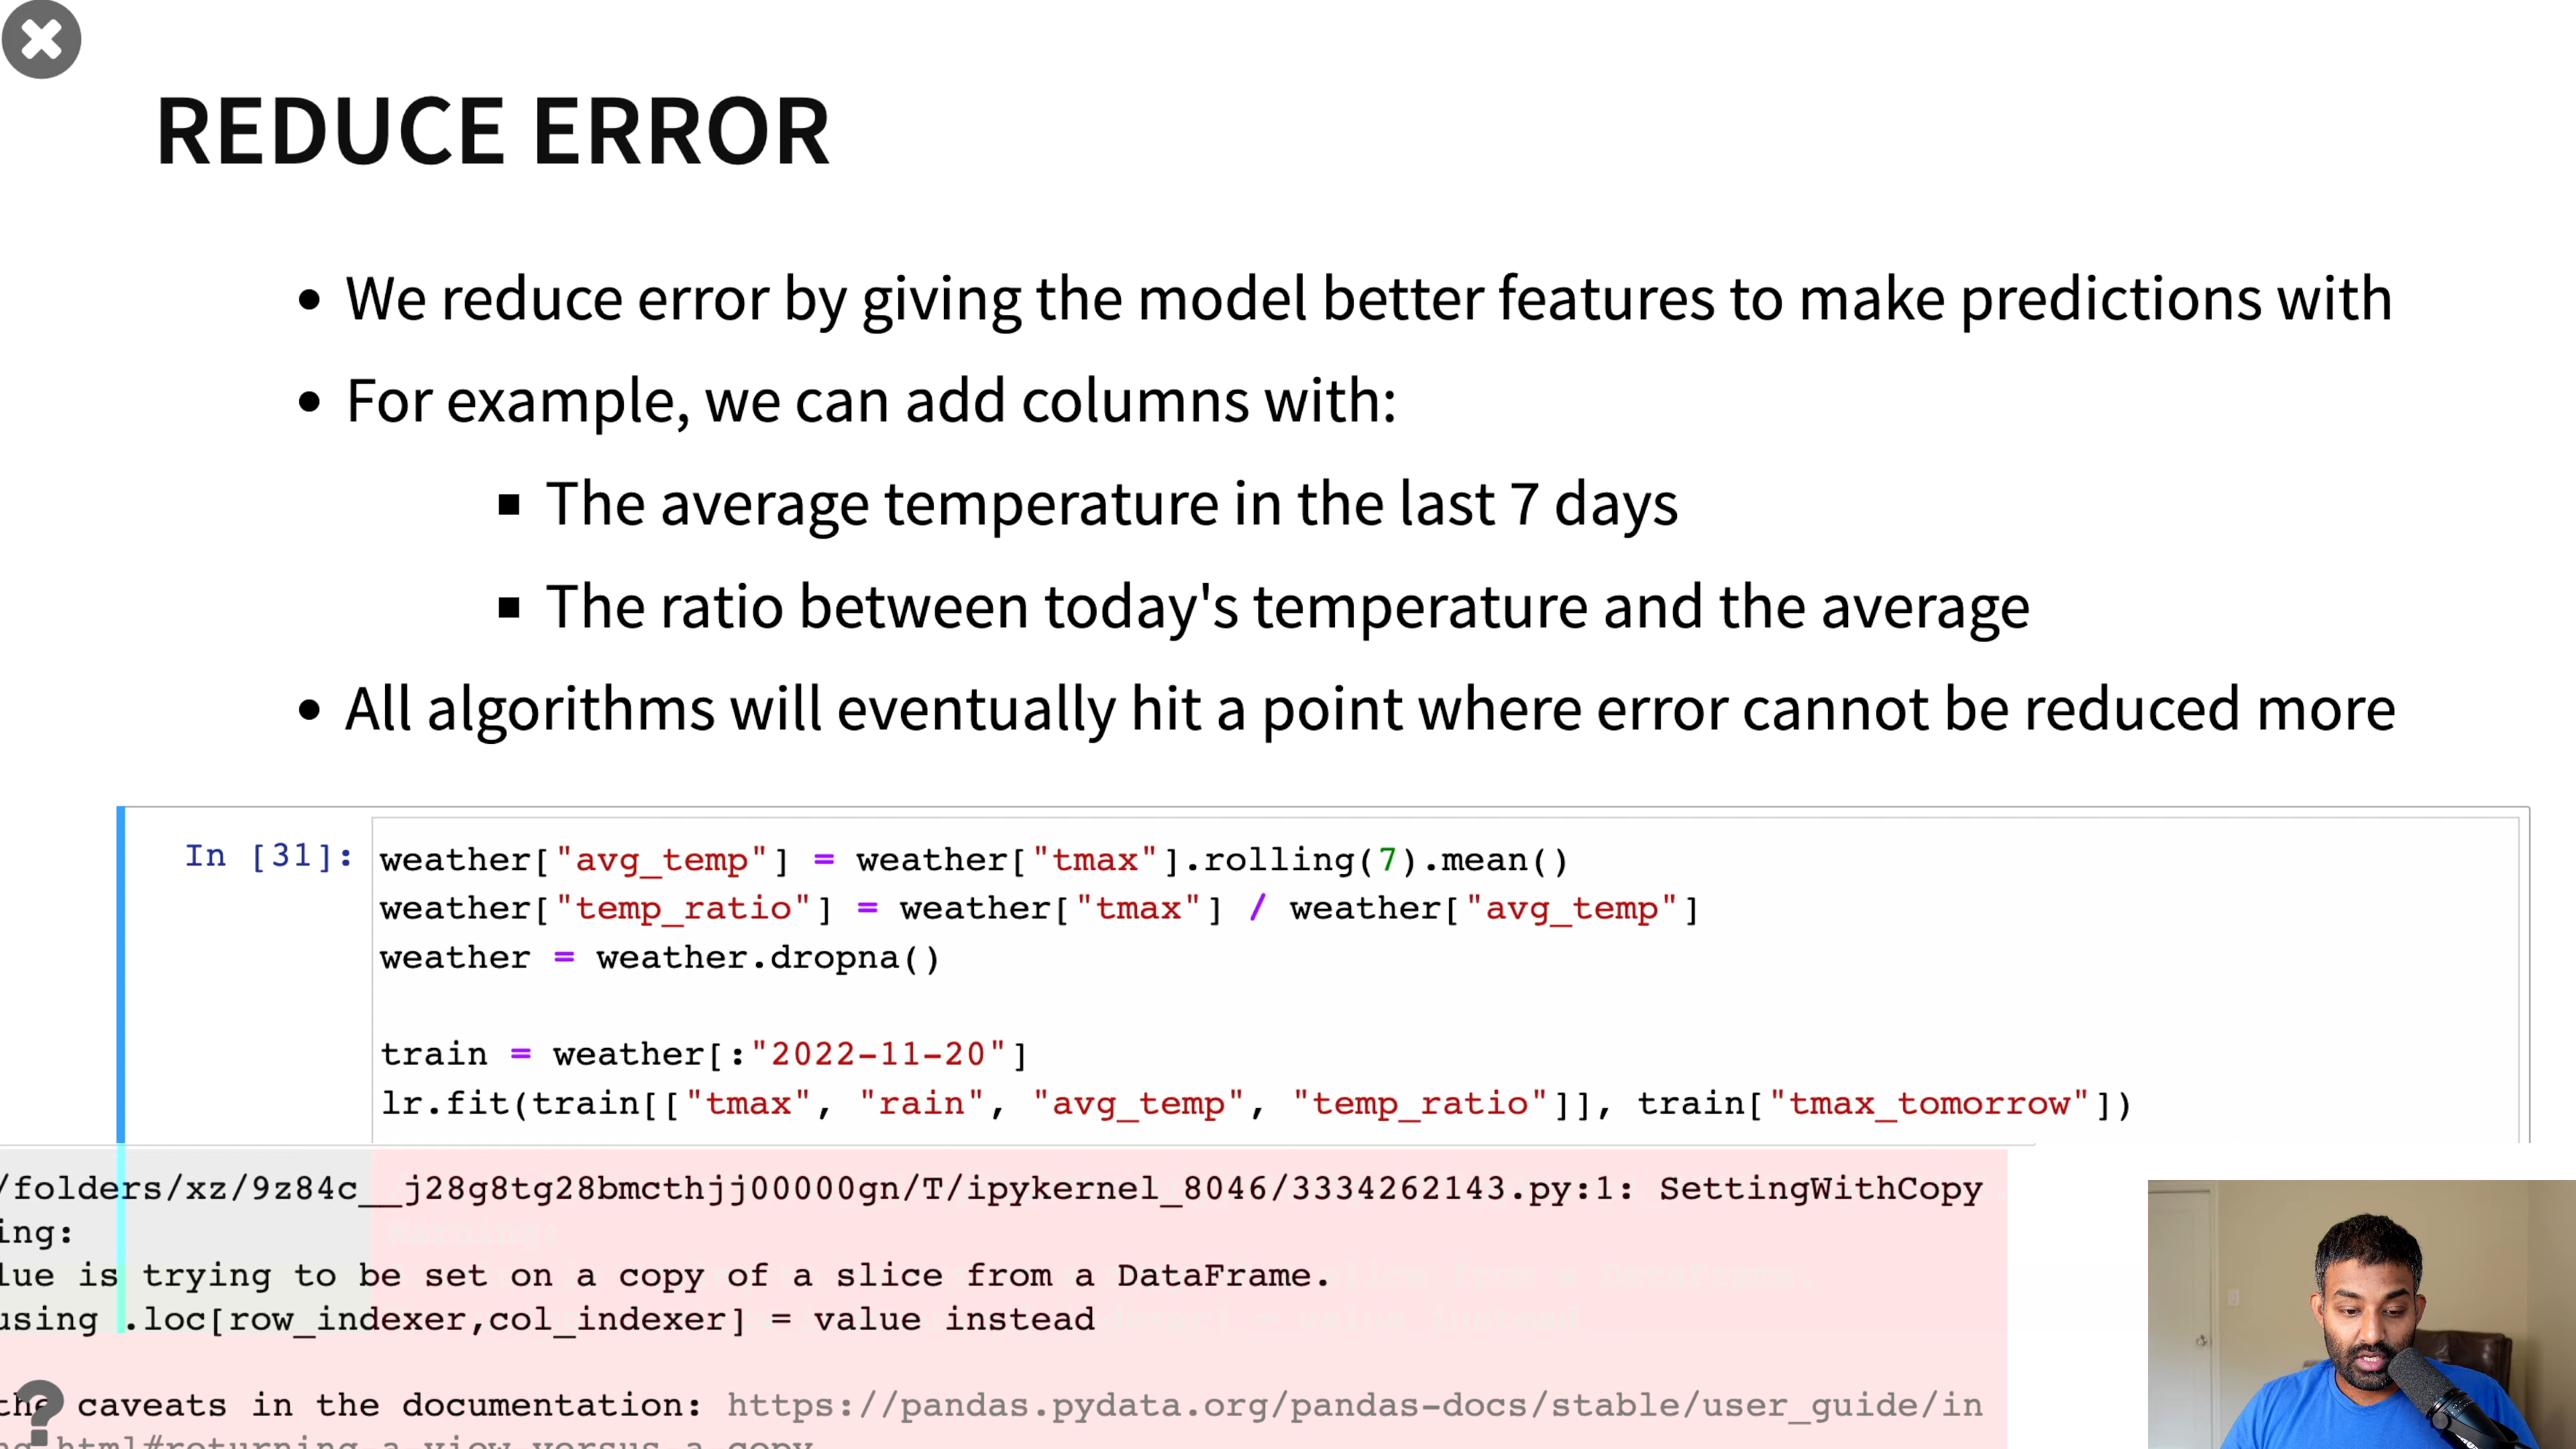 REDUCE ERROR
• We reduce error by giving the model better features to make predictions with
• For example, we can add columns with:
▪ The average temperature in the last 7 days
▪ The ratio between today's temperature and the average
• All algorithms will eventually hit a point where error cannot be reduced more
In [31]: weather["avg_temp"] = weather["tmax"].rolling(7).mean()
weather["temp_ratio"] = weather["tmax"] / weather["avg_temp"]
weather = weather.dropna()
train = weather[:"2022-11-20"]
lr.fit(train[["tmax", "rain", "avg_temp", "temp_ratio"]], train["tmax_tomorrow"])
/folders/xz/9z84c__j28g8tg28bmcthjj00000gn/T/ipykernel_8046/3334262143.py:1: SettingWithCopy
ing:
lue is trying to be set on a copy of a slice from a DataFrame.
using .loc[row_indexer,col_indexer] = value instead
the caveats in the documentation: https://pandas.pydata.org/pandas-docs/stable/user_guide/in
html#returning-a-view-versus-a-copy
?